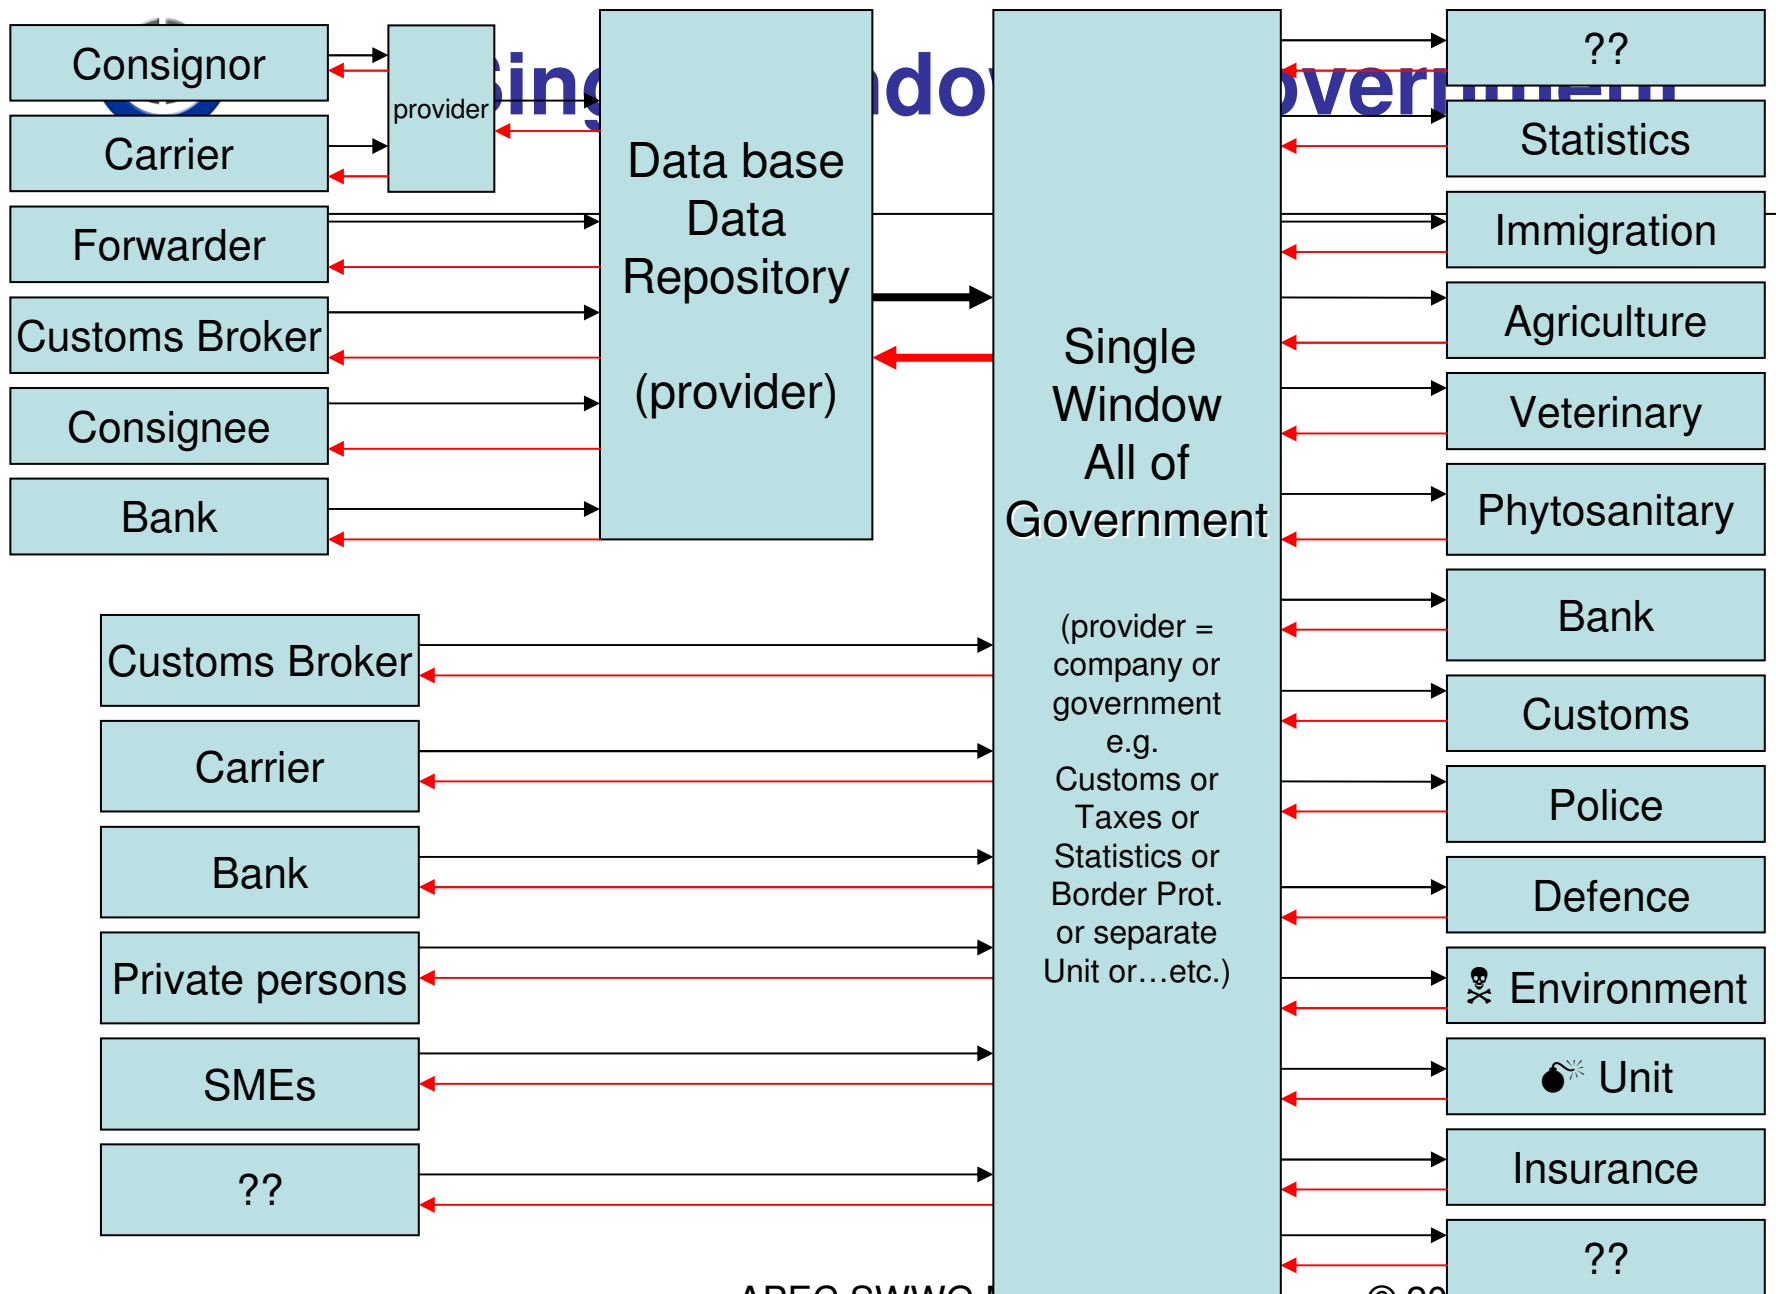 Consignor
Carrier
Forwarder
Customs Broker
Consignee
Bank
provider
Data base
Data
Repository
(provider)
Customs Broker
Carrier
Bank
Private persons
SMEs
??
Single
Window
All of
Government
(provider =
company or
government
e.g.
Customs or
Taxes or
Statistics or
Border Prot.
or separate
Unit or…etc.)
??
Statistics
Immigration
Agriculture
Veterinary
Phytosanitary
Bank
Customs
Police
Defence
☠ Environment
💣 Unit
Insurance
??